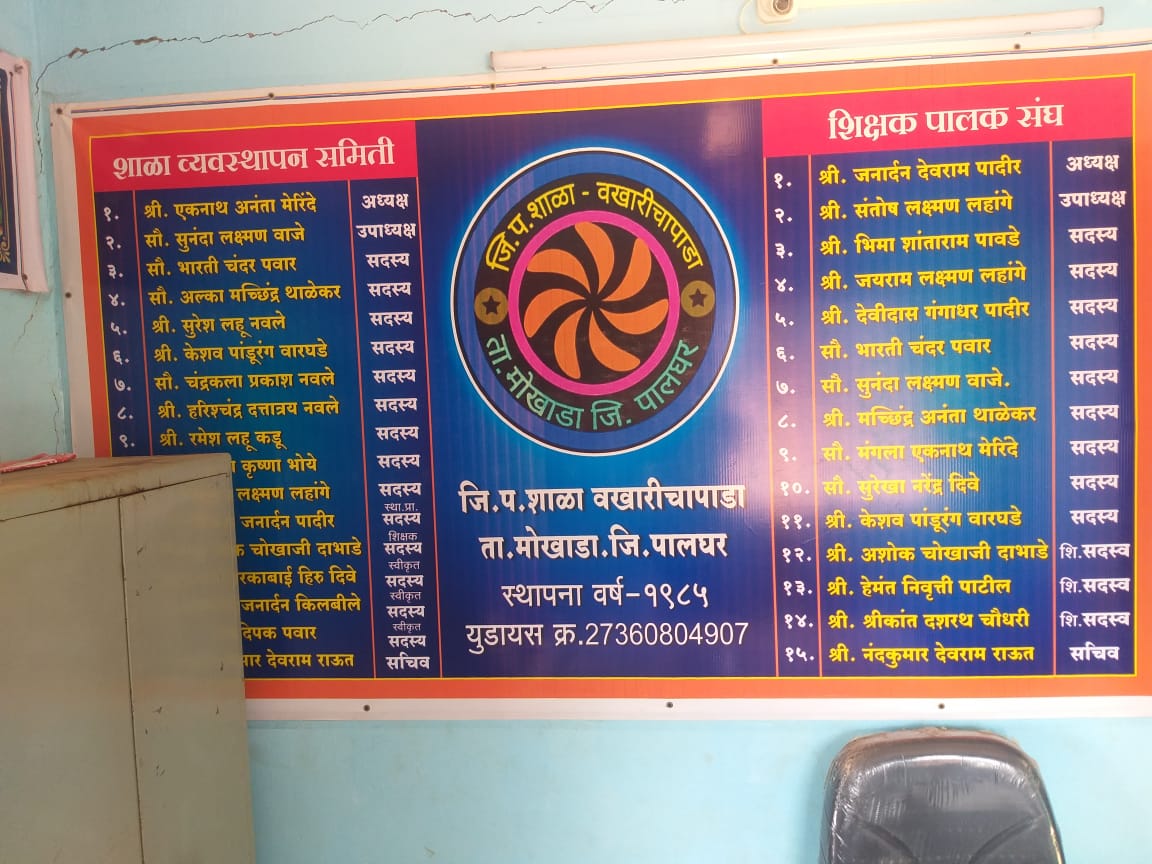 शाळा व्यवस्थापन समिती
१. श्री. एकनाथ अनंता मेरिंदे अध्यक्ष
२. सौ. सुनंदा लक्ष्मण वाजे उपाध्यक्ष
३. सौ. भारती चंदर पवार सदस्य
४. सौ. अल्का मच्छिंद्र थाळेकर सदस्य
५. श्री. सुरेश लहू नवले सदस्य
६. श्री. केशव पांडूरंग वारघडे सदस्य
७. सौ. चंद्रकला प्रकाश नवले सदस्य
८. श्री. हरिश्चंद्र दत्तात्रय नवले सदस्य
९. श्री. रमेश लहू कडू सदस्य
कृष्णा भोये सदस्य
लक्ष्मण लहांगे सदस्य
जनार्दन पादीर स्था.प्रा. सदस्य
चोखाजी दाभाडे शिक्षक सदस्य
रकाबाई हिरु दिवे स्वीकृत सदस्य
जनार्दन किलबीले स्वीकृत सदस्य
दिपक पवार स्वीकृत सदस्य
मार देवराम राऊत सचिव
जि.प.शाळा - वखारीचापाडा
ता.मोखाडा जि. पालघर
जि.प.शाळा वखारीचापाडा
ता.मोखाडा.जि.पालघर
स्थापना वर्ष-१९८५
युडायस क्र.27360804907
शिक्षक पालक संघ
१. श्री. जनार्दन देवराम पादीर अध्यक्ष
२. श्री. संतोष लक्ष्मण लहांगे उपाध्यक्ष
३. श्री. भिमा शांताराम पावडे सदस्य
४. श्री. जयराम लक्ष्मण लहांगे सदस्य
५. श्री. देवीदास गंगाधर पादीर सदस्य
६. सौ. भारती चंदर पवार सदस्य
७. सौ. सुनंदा लक्ष्मण वाजे. सदस्य
८. श्री. मच्छिंद्र अनंता थाळेकर सदस्य
९. सौ. मंगला एकनाथ मेरिंदे सदस्य
१०. सौ. सुरेखा नरेंद्र दिवे सदस्य
११. श्री. केशव पांडूरंग वारघडे सदस्य
१२. श्री. अशोक चोखाजी दाभाडे शि.सदस्व
१३. श्री. हेमंत निवृत्ती पाटील शि.सदस्व
१४. श्री. श्रीकांत दशरथ चौधरी शि.सदस्व
१५. श्री. नंदकुमार देवराम राऊत सचिव